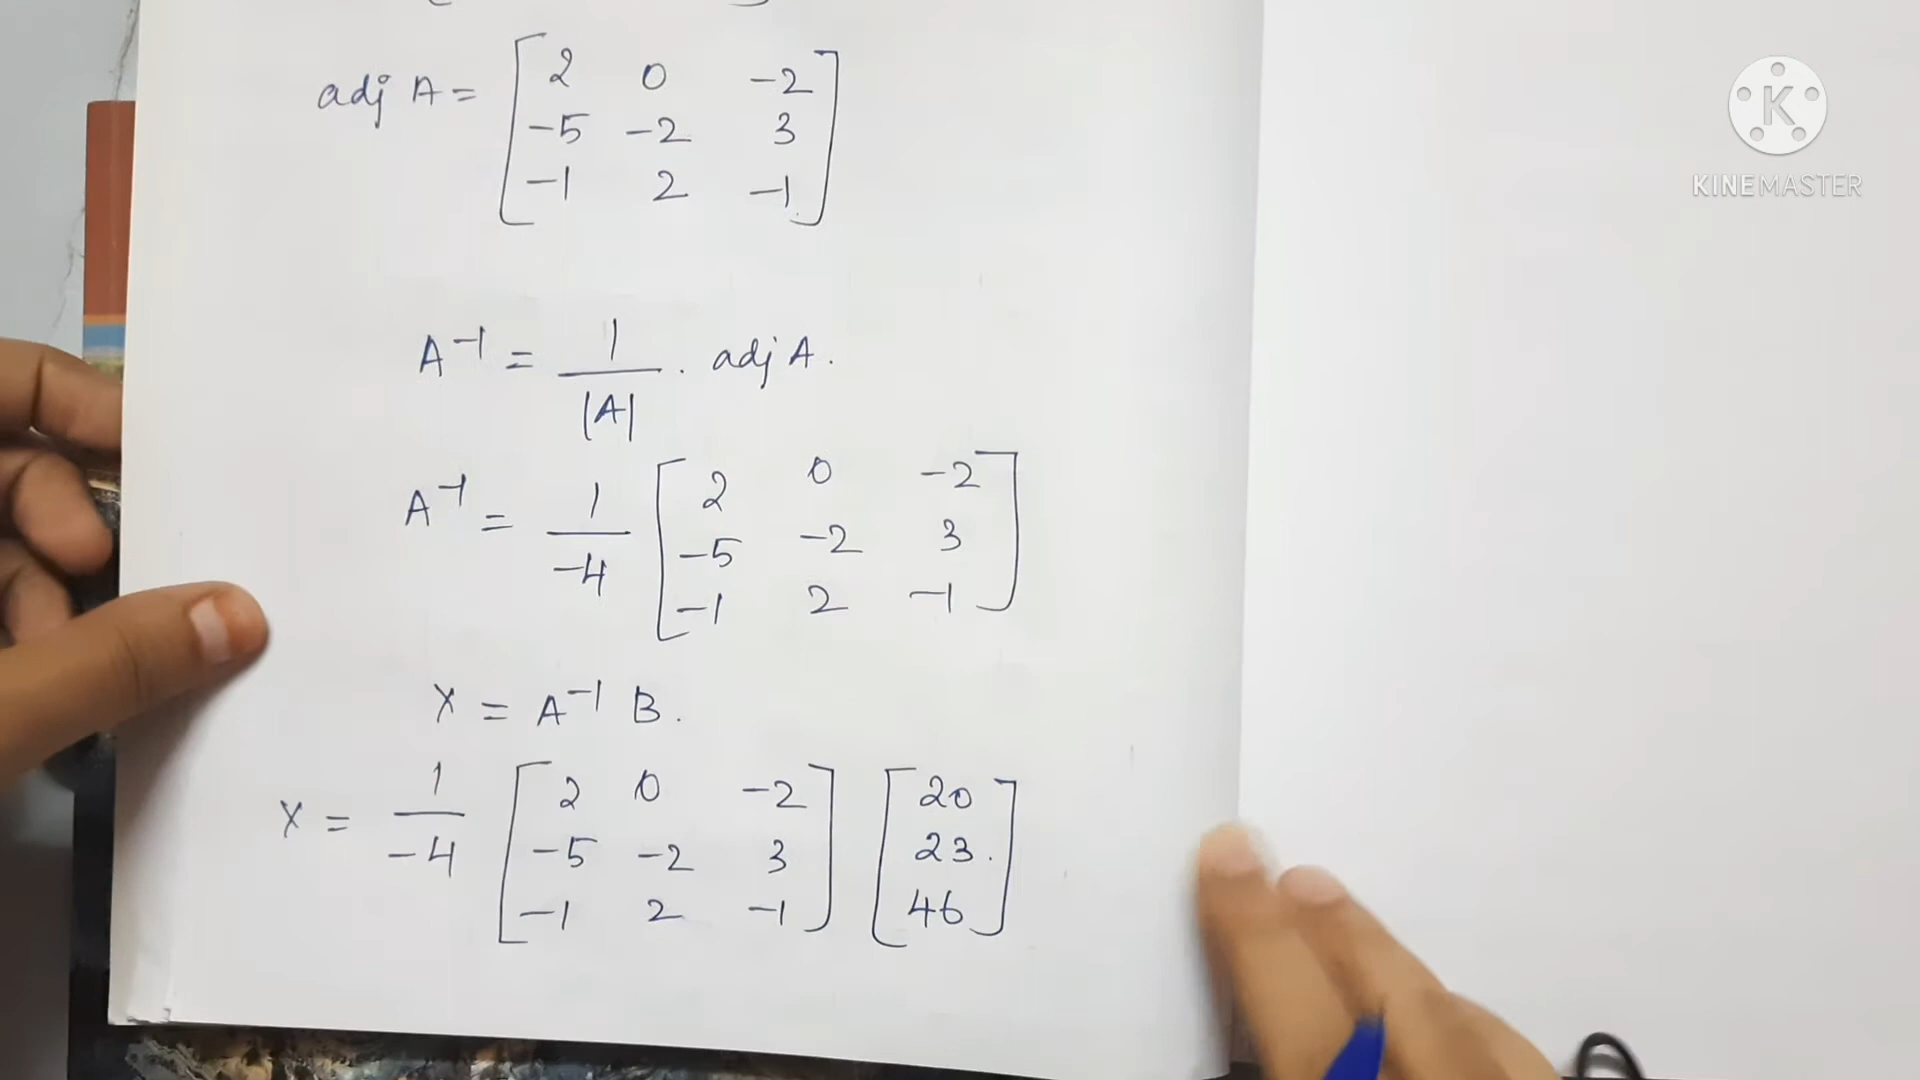 adj A = [ 2 0 -2
-5 -2 3
-1 2 -1 ]
K
KINEMASTER
A⁻¹ = 1/|A| . adj A.
A⁻¹ = 1/-4 [ 2 0 -2
-5 -2 3
-1 2 -1 ]
X = A⁻¹ B.
X = 1/-4 [ 2 0 -2 ] [ 20
-5 -2 3 23.
-1 2 -1 46 ]